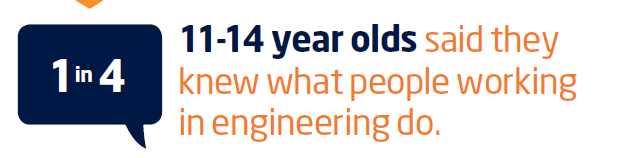 1 in 4
11-14 year olds said they
knew what people working
in engineering do.